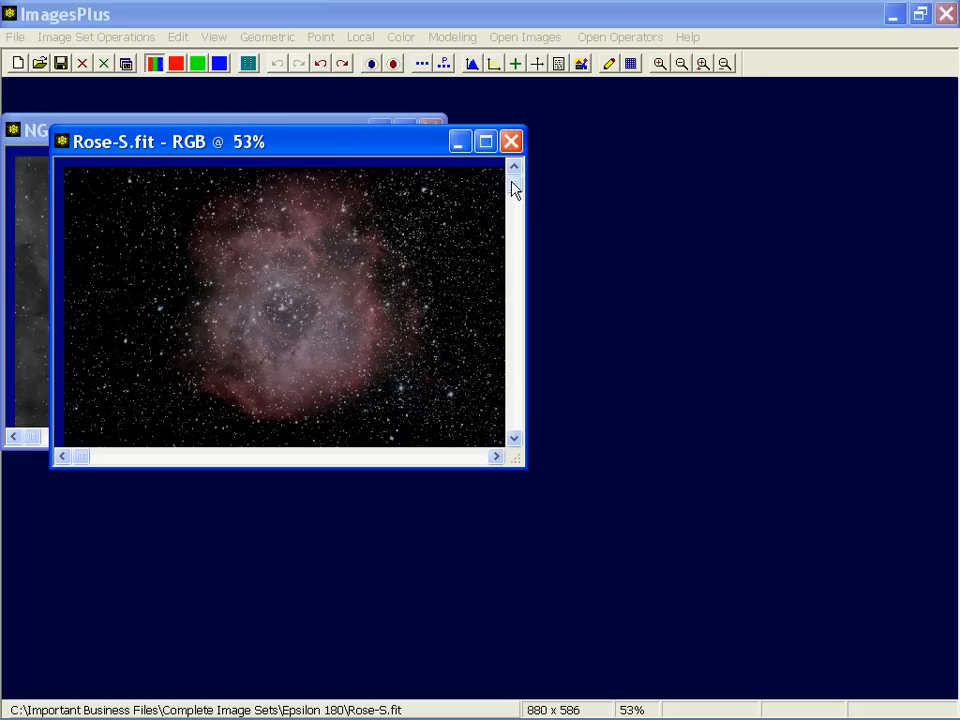 ImagesPlus
File Image Set Operations Edit View Geometric Point Local Color Modeling Open Images Open Operators Help
NG
Rose-S.fit - RGB @ 53%
C:\Important Business Files\Complete Image Sets\Epsilon 180\Rose-S.fit 880 x 586 53%